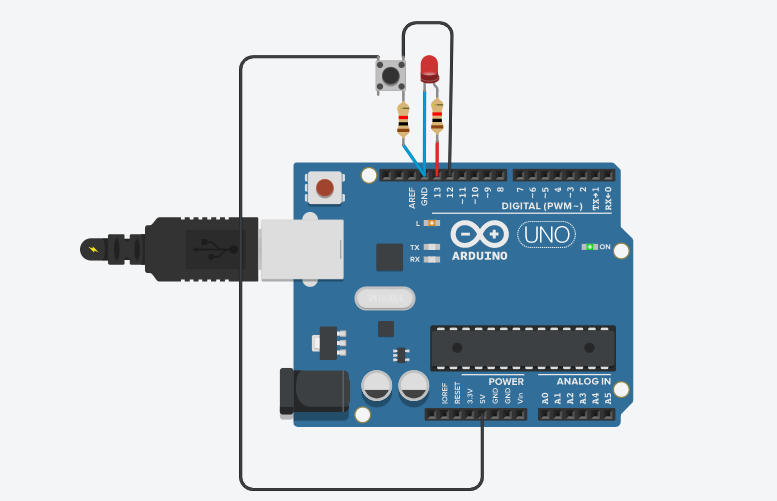 AREF
GND
13
12
~11
~10
~9
8
7
~6
~5
4
~3
2
TX→1
RX←0
DIGITAL (PWM~)
L
TX
RX
UNO
ON
ARDUINO
POWER
ANALOG IN
IOREF
RESET
3.3V
5V
GND
GND
Vin
A0
A1
A2
A3
A4
A5